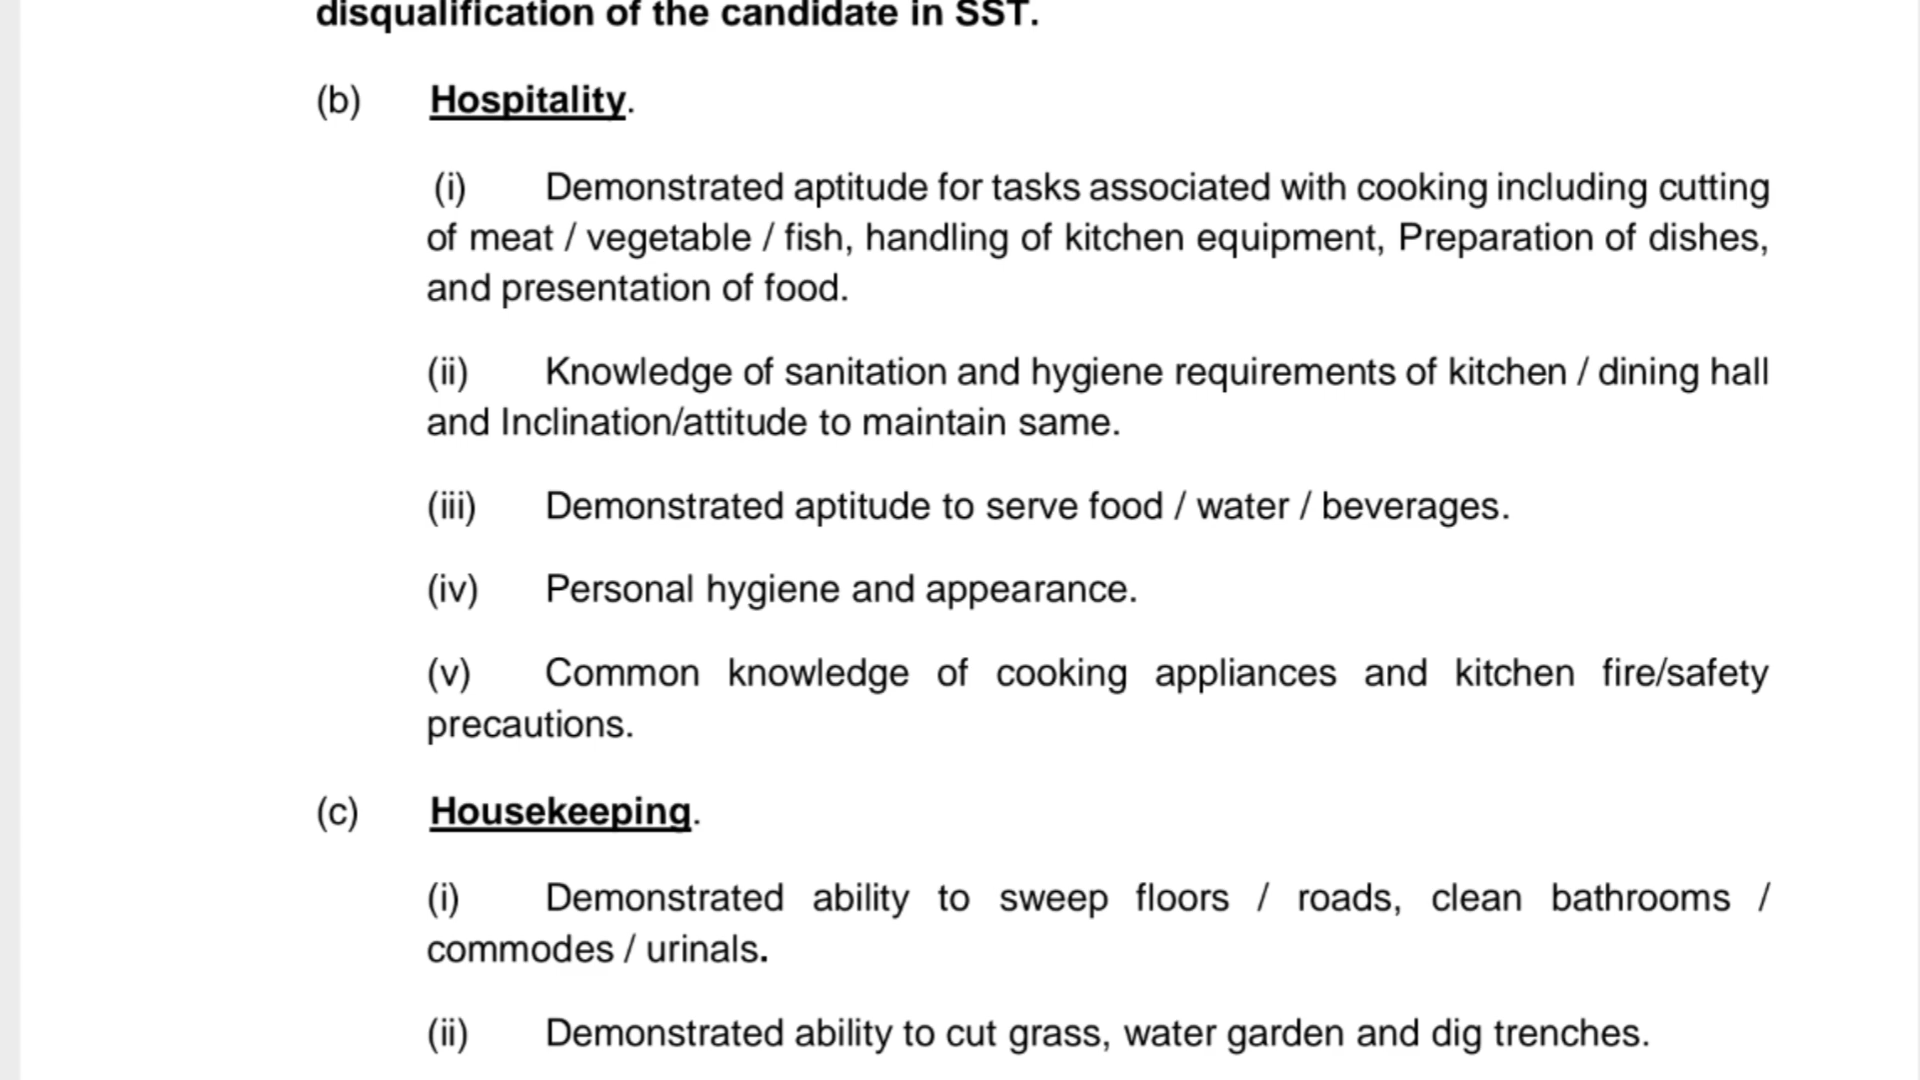 disqualification of the candidate in SST.
(b) Hospitality.
(i) Demonstrated aptitude for tasks associated with cooking including cutting
of meat / vegetable / fish, handling of kitchen equipment, Preparation of dishes,
and presentation of food.
(ii) Knowledge of sanitation and hygiene requirements of kitchen / dining hall
and Inclination/attitude to maintain same.
(iii) Demonstrated aptitude to serve food / water / beverages.
(iv) Personal hygiene and appearance.
(v) Common knowledge of cooking appliances and kitchen fire/safety
precautions.
(c) Housekeeping.
(i) Demonstrated ability to sweep floors / roads, clean bathrooms /
commodes / urinals.
(ii) Demonstrated ability to cut grass, water garden and dig trenches.